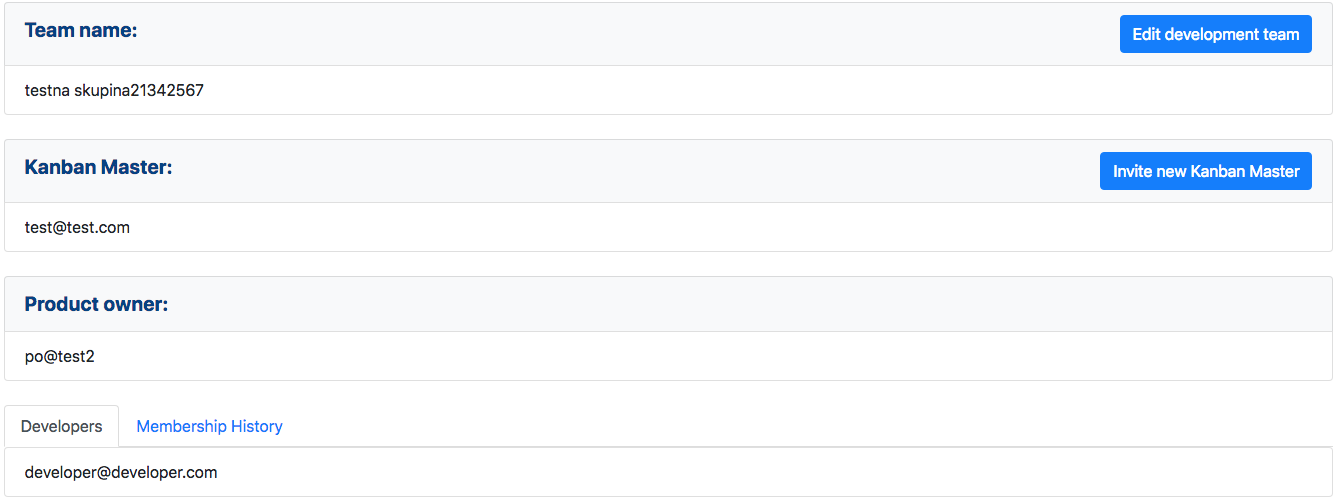 Team name:
Edit development team
testna skupina21342567
Kanban Master:
Invite new Kanban Master
test@test.com
Product owner:
po@test2
Developers
Membership History
developer@developer.com